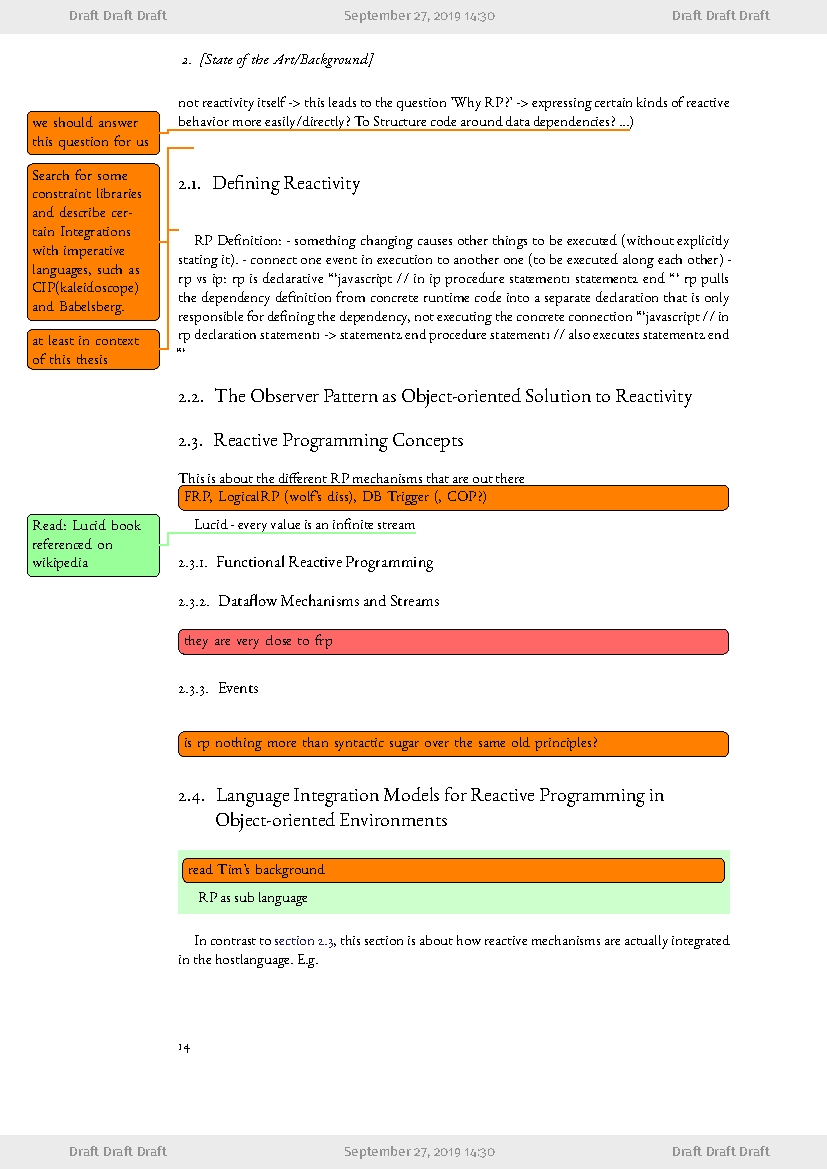 Draft Draft Draft September 27, 2019 14:30 Draft Draft Draft
2. [State of the Art/Background]
not reactivity itself -> this leads to the question 'Why RP?' -> expressing certain kinds of reactive
behavior more easily/directly? To Structure code around data dependencies? ...)
we should answer
this question for us
Search for some
constraint libraries
and describe cer-
tain Integrations
with imperative
languages, such as
CIP(kaleidoscope)
and Babelsberg.
at least in context
of this thesis
2.1. Defining Reactivity
RP Definition: - something changing causes other things to be executed (without explicitly
stating it). - connect one event in execution to another one (to be executed along each other) -
rp vs ip: rp is declarative “‘javascript // in ip procedure statement1 statement2 end “‘ rp pulls
the dependency definition from concrete runtime code into a separate declaration that is only
responsible for defining the dependency, not executing the concrete connection “‘javascript // in
rp declaration statement1 -> statement2 end procedure statement1 // also executes statement2 end
“‘
2.2. The Observer Pattern as Object-oriented Solution to Reactivity
2.3. Reactive Programming Concepts
This is about the different RP mechanisms that are out there
FRP, LogicalRP (wolf's diss), DB Trigger (, COP?)
Lucid - every value is an infinite stream
Read: Lucid book
referenced on
wikipedia
2.3.1. Functional Reactive Programming
2.3.2. Dataflow Mechanisms and Streams
they are very close to frp
2.3.3. Events
is rp nothing more than syntactic sugar over the same old principles?
2.4. Language Integration Models for Reactive Programming in
Object-oriented Environments
read Tim's background
RP as sub language
In contrast to section 2.3, this section is about how reactive mechanisms are actually integrated
in the hostlanguage. E.g.
14
Draft Draft Draft September 27, 2019 14:30 Draft Draft Draft